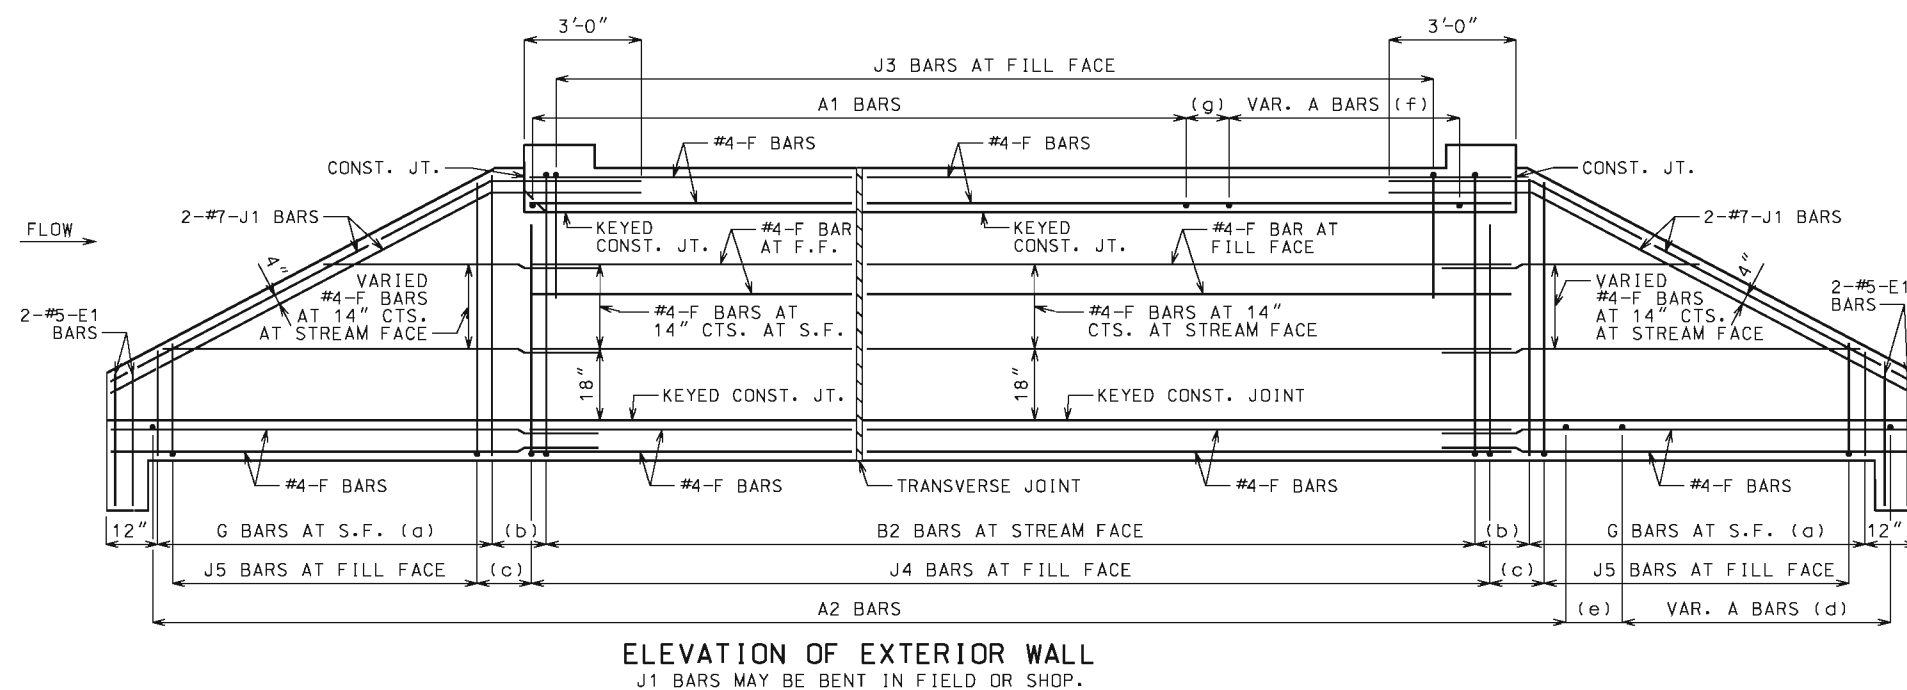 3'-0"
3'-0"
J3 BARS AT FILL FACE
A1 BARS
(g)
VAR. A BARS (f)
#4-F BARS
#4-F BARS
CONST. JT.
CONST. JT.
2-#7-J1 BARS
KEYED
CONST. JT.
#4-F BAR
AT F.F.
KEYED
CONST. JT.
#4-F BAR AT
FILL FACE
2-#7-J1 BARS
FLOW
4"
4"
VARIED
#4-F BARS
AT 14" CTS.
AT STREAM FACE
#4-F BARS AT
14" CTS. AT S.F.
#4-F BARS AT 14"
CTS. AT STREAM FACE
VARIED
#4-F BARS
AT 14" CTS.
AT STREAM FACE
2-#5-E1
BARS
2-#5-E1
BARS
18"
KEYED CONST. JT.
18"
KEYED CONST. JOINT
#4-F BARS
#4-F BARS
TRANSVERSE JOINT
#4-F BARS
#4-F BARS
12"
G BARS AT S.F. (a)
(b)
B2 BARS AT STREAM FACE
(b)
G BARS AT S.F. (a)
12"
J5 BARS AT FILL FACE
(c)
J4 BARS AT FILL FACE
(c)
J5 BARS AT FILL FACE
A2 BARS
(e)
VAR. A BARS (d)
ELEVATION OF EXTERIOR WALL
J1 BARS MAY BE BENT IN FIELD OR SHOP.